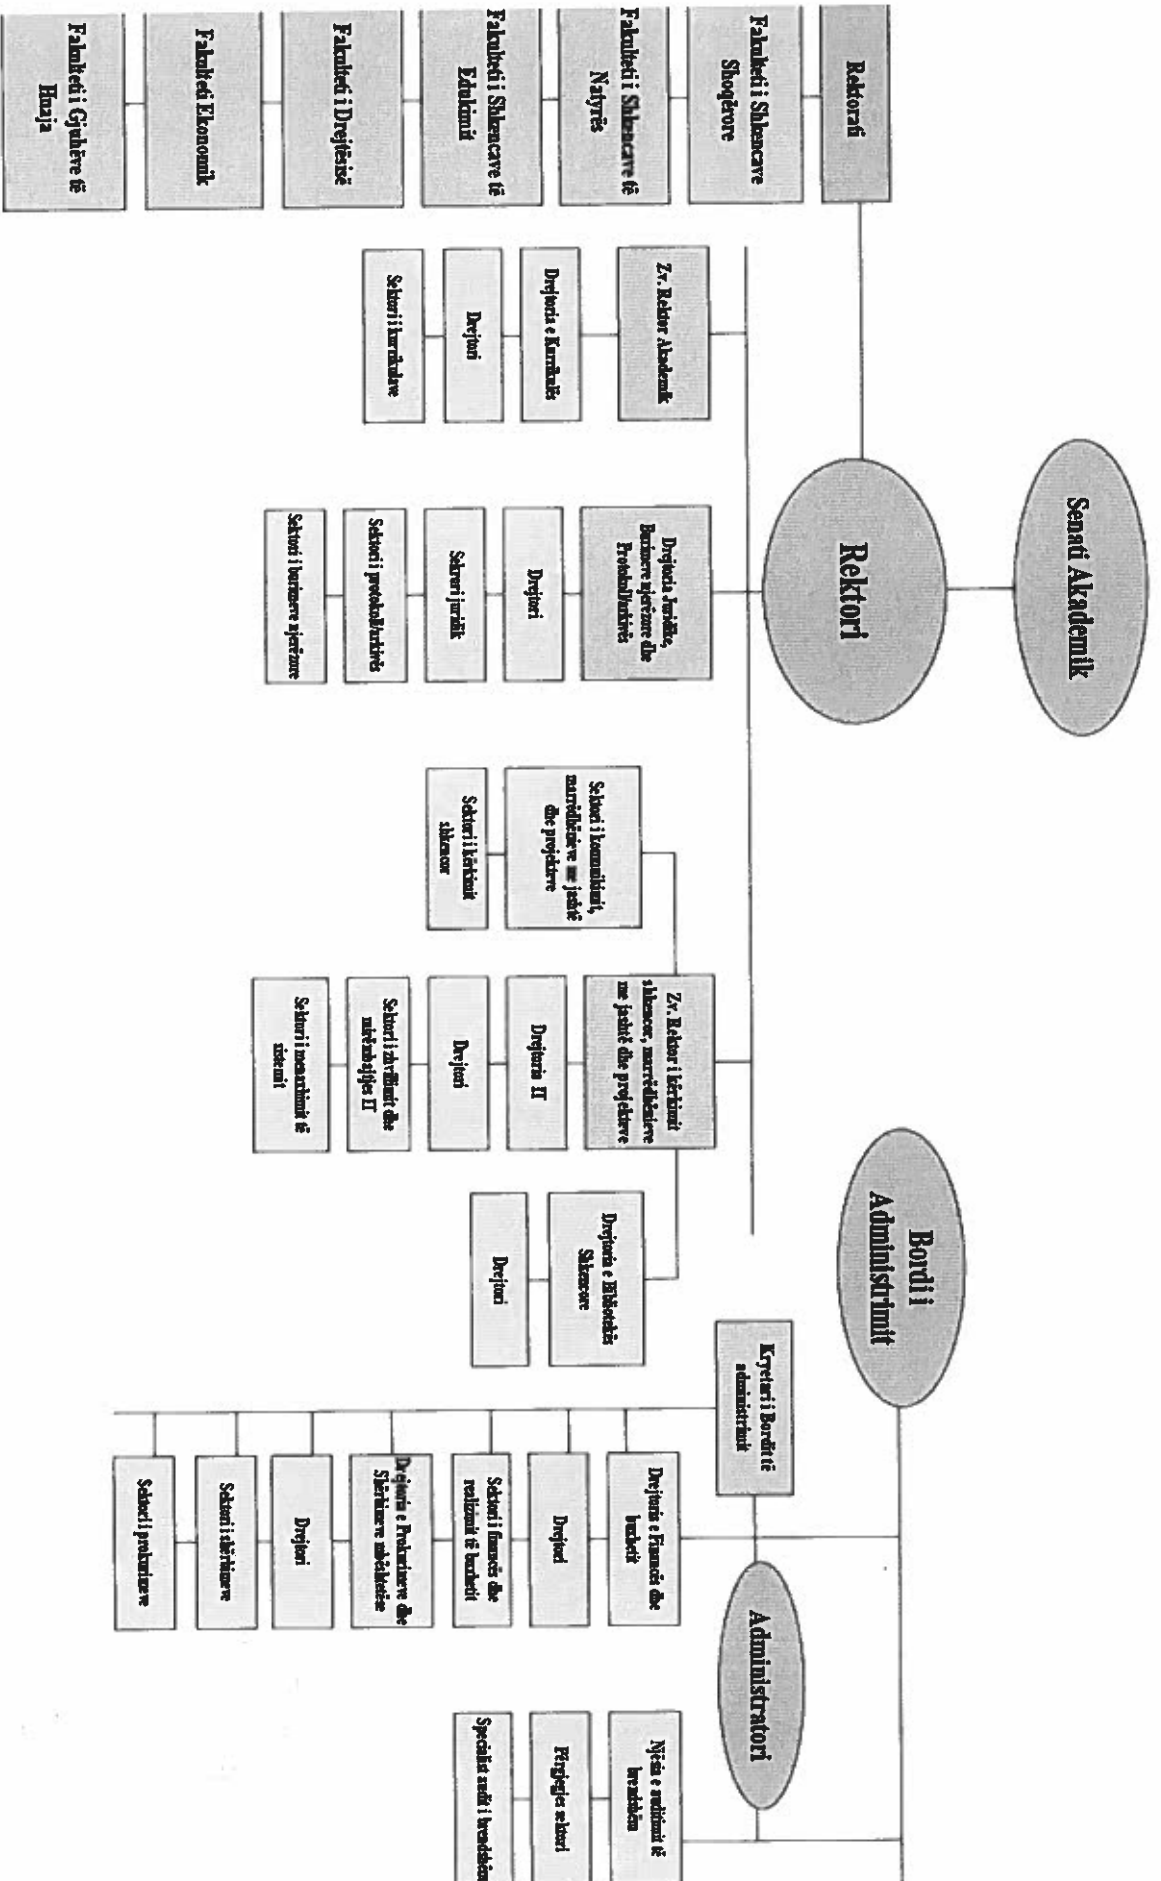 Senati Akademik
Rektori
Bordi i
Administrimit
Administratori
Rektorati
Fakulteti i Shkencave
Shoqërore
Fakulteti i Shkencave të
Natyrës
Fakulteti i Shkencave të
Edukimit
Fakulteti i Drejtësisë
Fakulteti Ekonomik
Fakulteti i Gjuhëve të
Huaja
Zv. Rektor Akademik
Drejtoria e Kurrikulës
Drejtori
Sektori i kurrikulave
Drejtoria Juridike,
Burimeve njerëzore dhe
Protokoll/arkivës
Drejtori
Sektori juridik
Sektori i protokoll/arkivës
Sektori i burimeve njerëzore
Sektori i komunikimit,
marrëdhënieve me jashtë
dhe projekteve
Sektori i kërkimit
shkencor
Zv. Rektor i kërkimit
shkencor, marrëdhënieve
me jashtë dhe projekteve
Drejtoria IT
Drejtori
Sektori i zhvillimit dhe
mirëmbajtjes IT
Sektori i menaxhimit të
sistemit
Drejtoria e Bibliotekës
Shkencore
Drejtori
Kryetari i Bordit të
administrimit
Drejtoria e Financës dhe
buxhetit
Drejtori
Sektori i financës dhe
realizimit të buxhetit
Drejtoria e Prokurimeve dhe
Shërbimeve mbështetëse
Drejtori
Sektori i shërbimeve
Sektori i prokurimeve
Njësia e auditimit të
brendshëm
Përgjegjës sektori
Specialist audit i brendshëm